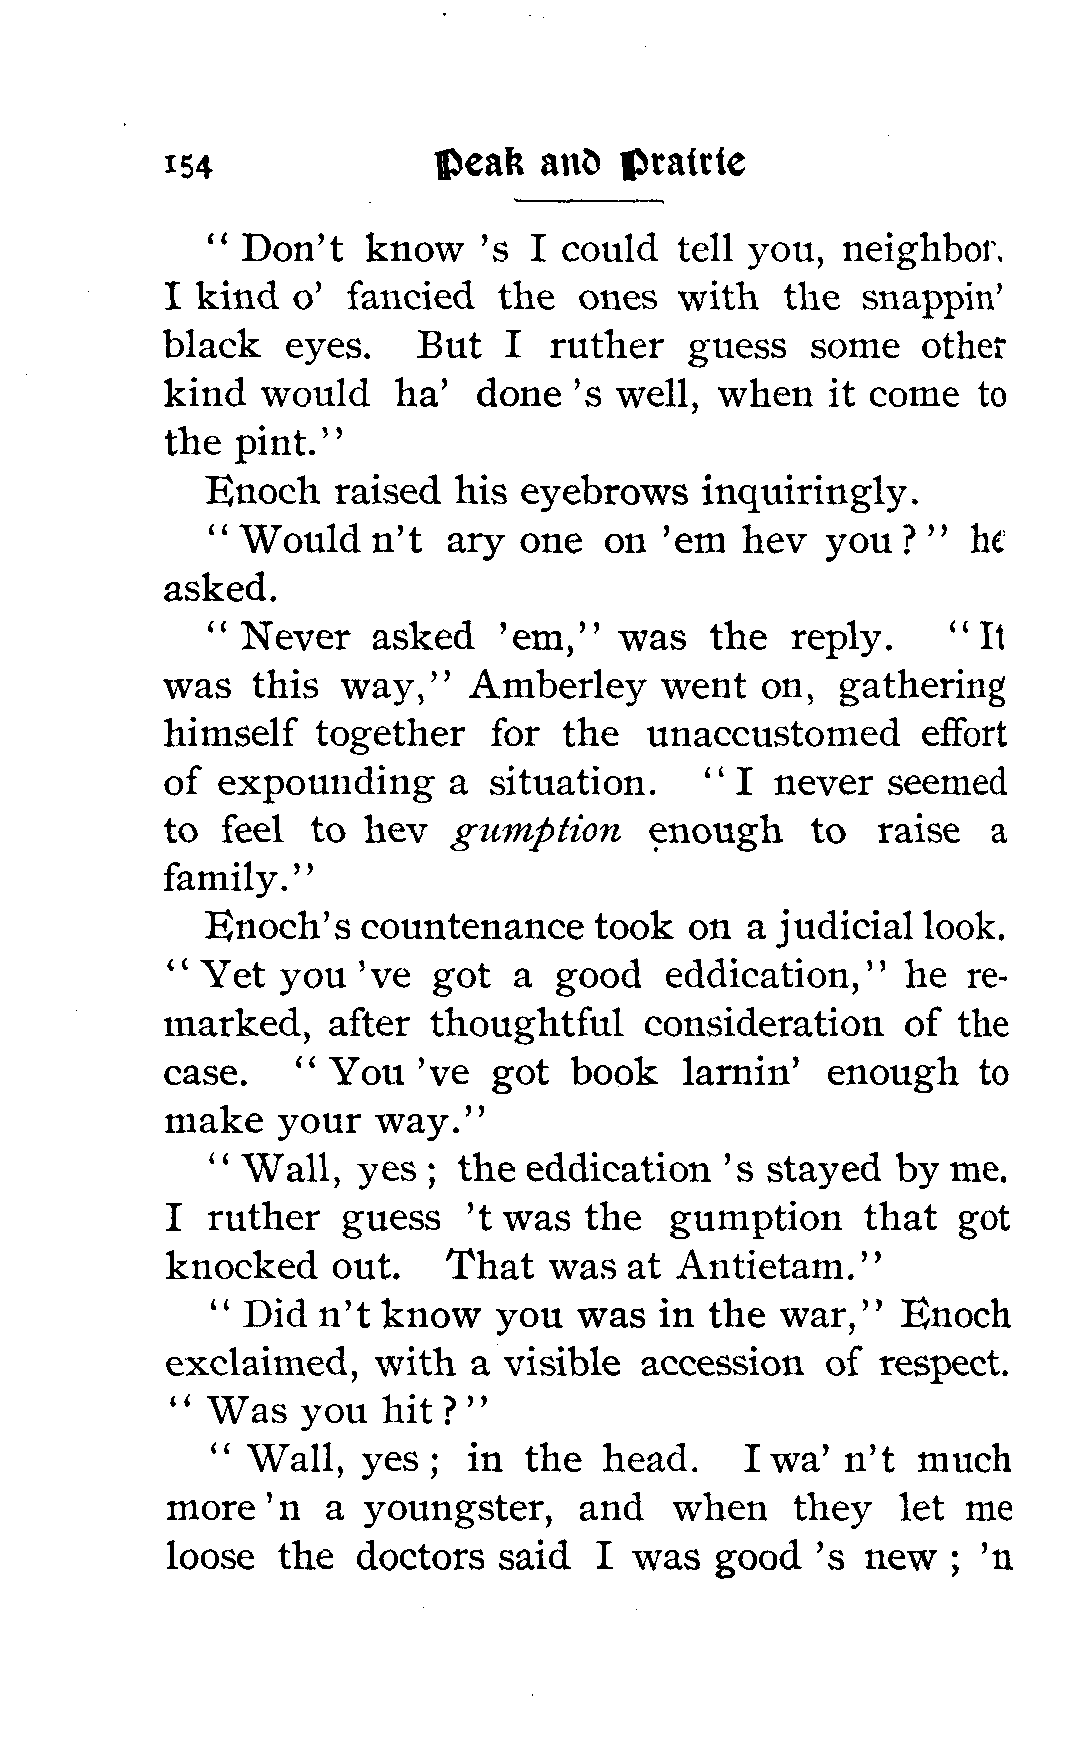 154 Peak and Prairie
" Don't know 's I could tell you, neighbor.
I kind o' fancied the ones with the snappin'
black eyes. But I ruther guess some other
kind would ha' done 's well, when it come to
the pint."
Enoch raised his eyebrows inquiringly.
" Would n't ary one on 'em hev you ? " he
asked.
" Never asked 'em," was the reply. " It
was this way," Amberley went on, gathering
himself together for the unaccustomed effort
of expounding a situation. " I never seemed
to feel to hev gumption enough to raise a
family."
Enoch's countenance took on a judicial look.
" Yet you 've got a good eddication," he re-
marked, after thoughtful consideration of the
case. " You 've got book larnin' enough to
make your way."
" Wall, yes ; the eddication 's stayed by me.
I ruther guess 't was the gumption that got
knocked out. That was at Antietam."
" Did n't know you was in the war," Enoch
exclaimed, with a visible accession of respect.
" Was you hit ? "
" Wall, yes ; in the head. I wa' n't much
more 'n a youngster, and when they let me
loose the doctors said I was good 's new ; 'n